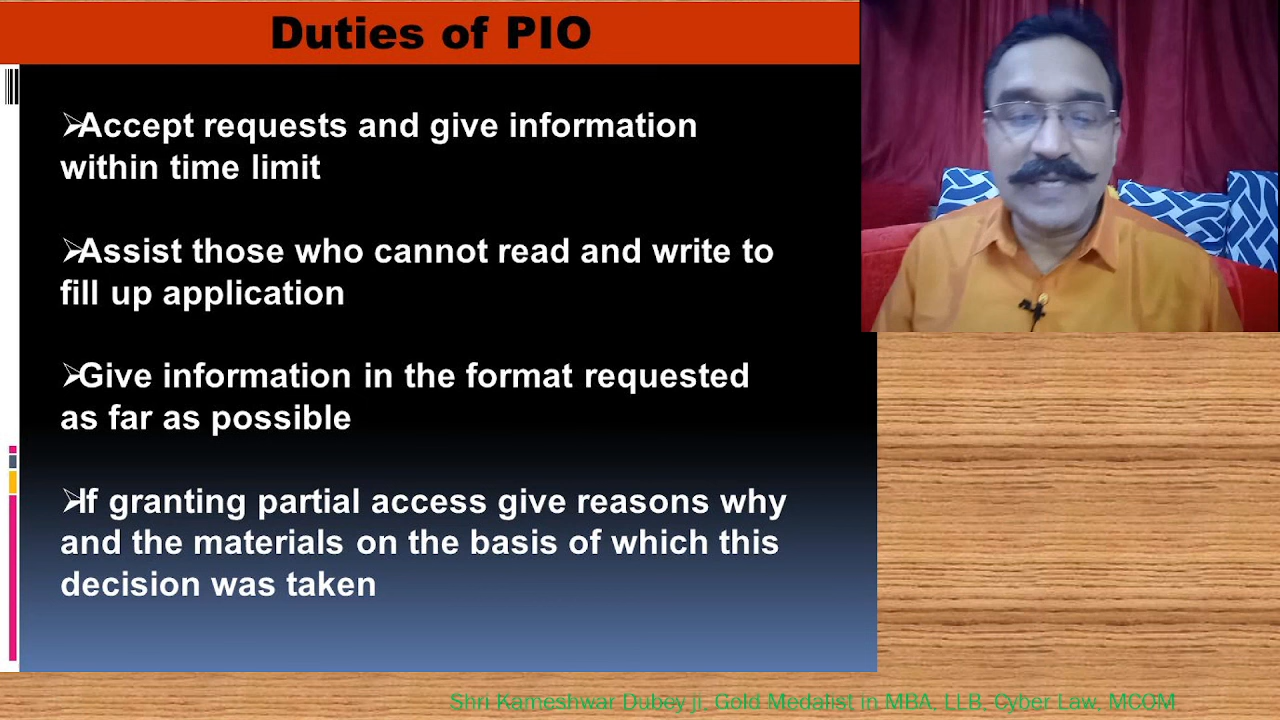 Duties of PIO
➢Accept requests and give information
within time limit
➢Assist those who cannot read and write to
fill up application
➢Give information in the format requested
as far as possible
➢If granting partial access give reasons why
and the materials on the basis of which this
decision was taken
Shri Kameshwar Dubey ji, Gold Medalist in MBA, LLB, Cyber Law, MCOM